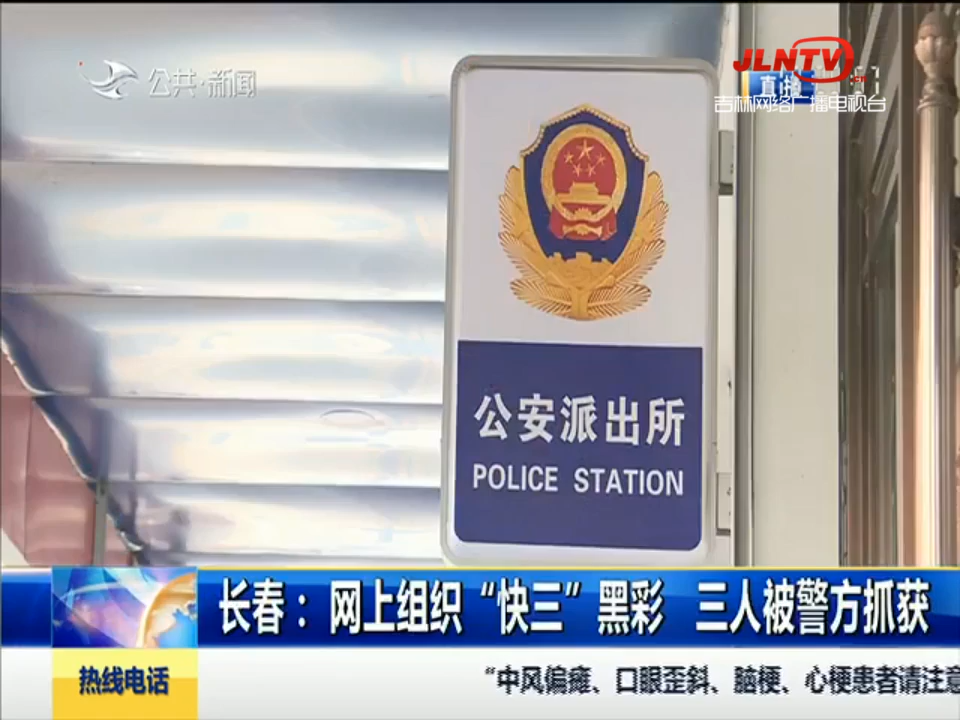 公共·新闻
JLNTV.cn
直播
吉林网络广播电视台
公安派出所
POLICE STATION
长春：网上组织“快三”黑彩 三人被警方抓获
热线电话
“中风偏瘫、口眼歪斜、脑梗、心梗患者请注意